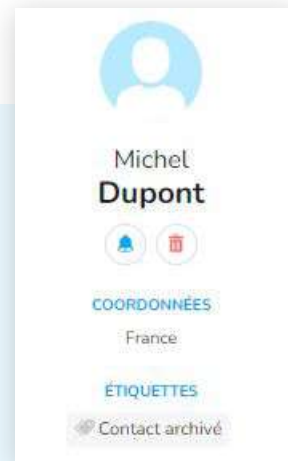 Michel
Dupont
COORDONNÉES
France
ÉTIQUETTES
Contact archivé